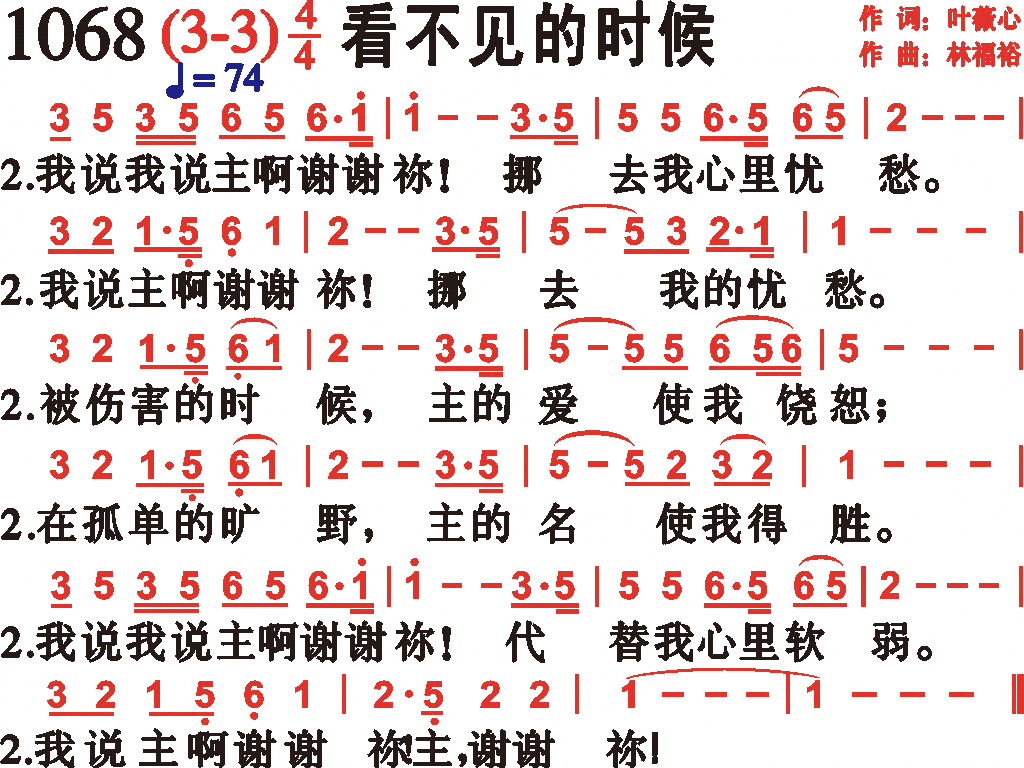 1068 (3-3) 4/4 看不见的时候 作 词：叶薇心
♩= 74 作 曲：林福裕
3 5 3 5 6 5 6·i | i - - 3·5 | 5 5 6·5 6 5 | 2 - - - |
2.我说我说主啊谢谢祢! 挪 去我心里忧 愁。
3 2 1·5 6 1 | 2 - - 3·5 | 5 - 5 3 2·1 | 1 - - - |
2.我说主啊谢谢 祢! 挪 去 我的忧 愁。
3 2 1·5 6 1 | 2 - - 3·5 | 5 - 5 5 6 5 6 | 5 - - - |
2.被伤害的时 候， 主的 爱 使我 饶恕；
3 2 1·5 6 1 | 2 - - 3·5 | 5 - 5 2 3 2 | 1 - - - |
2.在孤单的旷 野， 主的 名 使我得 胜。
3 5 3 5 6 5 6·i | i - - 3·5 | 5 5 6·5 6 5 | 2 - - - |
2.我说我说主啊谢谢祢! 代 替我心里软 弱。
3 2 1 5 6 1 | 2·5 2 2 | 1 - - - | 1 - - - ‖
2.我说主啊谢谢 祢!主,谢谢 祢!